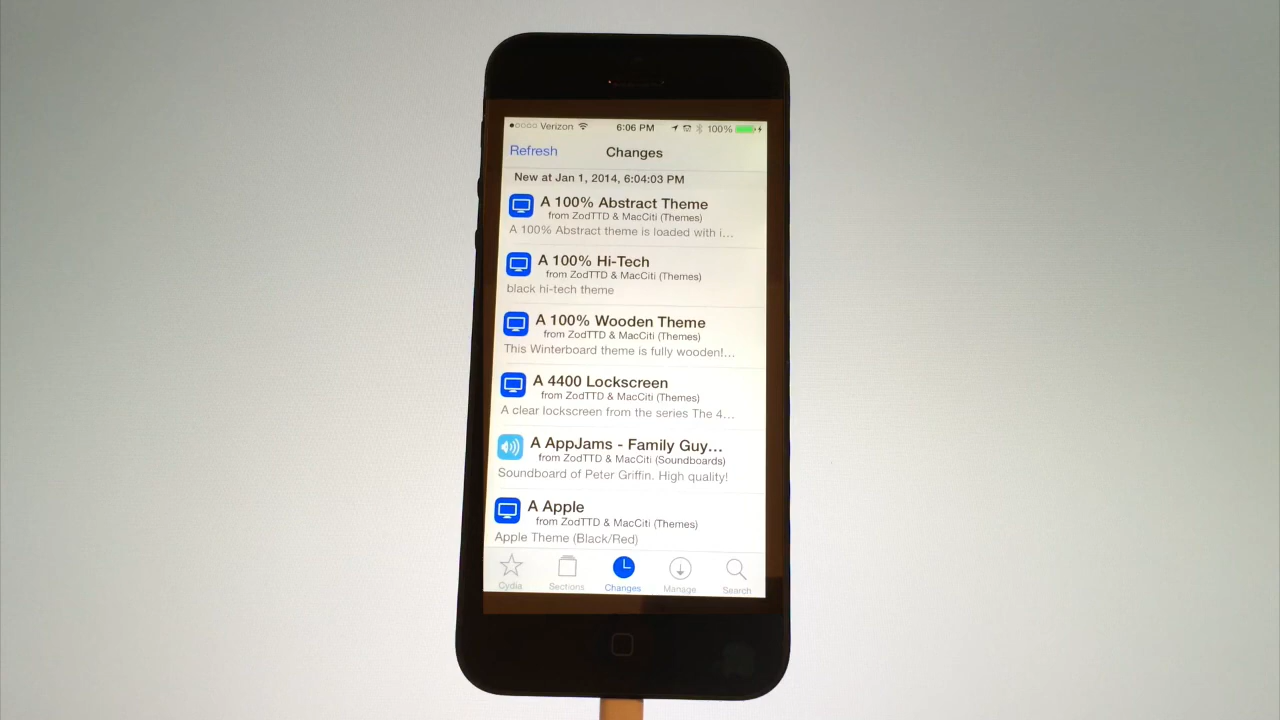 Verizon 6:06 PM 100%
Refresh Changes
New at Jan 1, 2014, 6:04:03 PM
A 100% Abstract Theme
from ZodTTD & MacCiti (Themes)
A 100% Abstract theme is loaded with i...
A 100% Hi-Tech
from ZodTTD & MacCiti (Themes)
black hi-tech theme
A 100% Wooden Theme
from ZodTTD & MacCiti (Themes)
This Winterboard theme is fully wooden!...
A 4400 Lockscreen
from ZodTTD & MacCiti (Themes)
A clear lockscreen from the series The 4...
A AppJams - Family Guy...
from ZodTTD & MacCiti (Soundboards)
Soundboard of Peter Griffin. High quality!
A Apple
from ZodTTD & MacCiti (Themes)
Apple Theme (Black/Red)
Cydia Sections Changes Manage Search